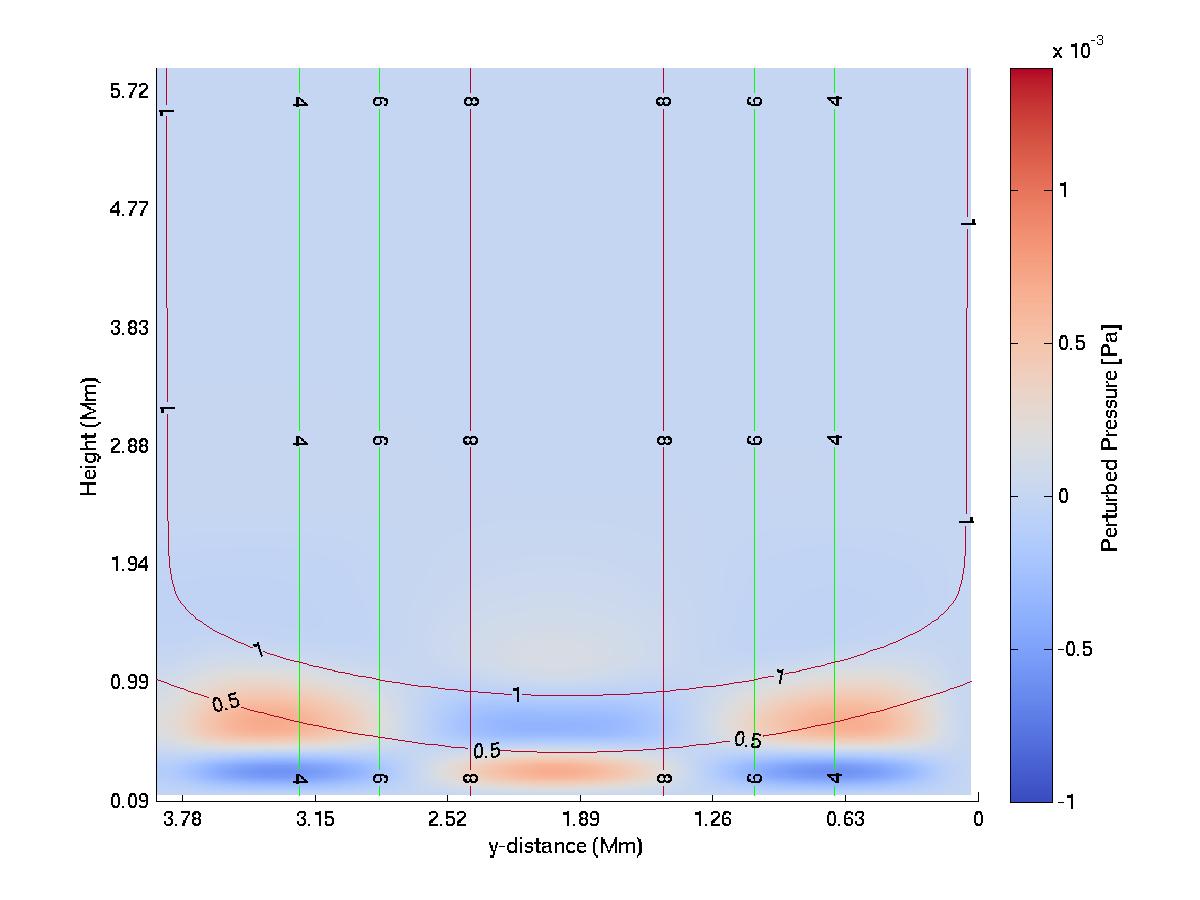 x 10-3
5.72
4.77
3.83
2.88
1.94
0.99
0.09
Height (Mm)
1 4 6 8 8 6 4
1
1
4 6 8 8 6 4
1
1
1 1 1
0.5 0.5 0.5
4 6 8 8 6 4
3.78 3.15 2.52 1.89 1.26 0.63 0
y-distance (Mm)
1
0.5
0
-0.5
-1
Perturbed Pressure [Pa]